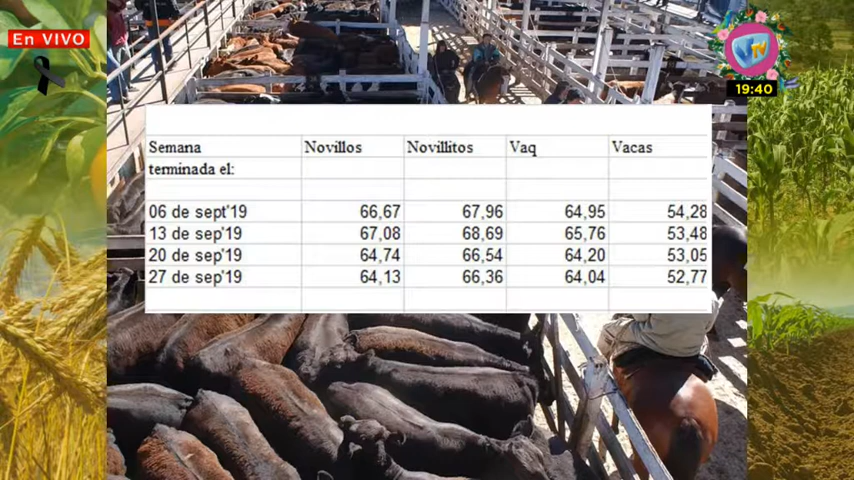 En VIVO
TV
19:40
Semana Novillos Novillitos Vaq Vacas
terminada el:
06 de sept'19 66,67 67,96 64,95 54,28
13 de sep'19 67,08 68,69 65,76 53,48
20 de sep'19 64,74 66,54 64,20 53,05
27 de sep'19 64,13 66,36 64,04 52,77